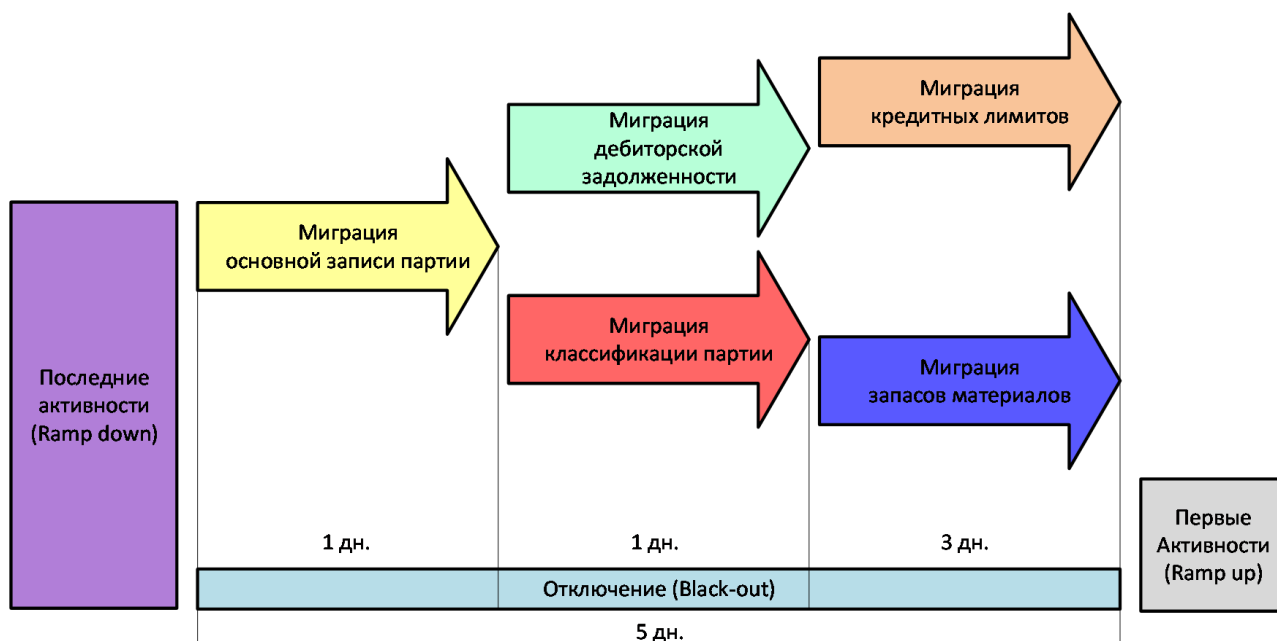 Последние
активности
(Ramp down)
Миграция
основной записи партии
Миграция
дебиторской
задолженности
Миграция
классификации партии
Миграция
кредитных лимитов
Миграция
запасов материалов
1 дн.
1 дн.
3 дн.
Отключение (Black-out)
5 дн.
Первые
Активности
(Ramp up)